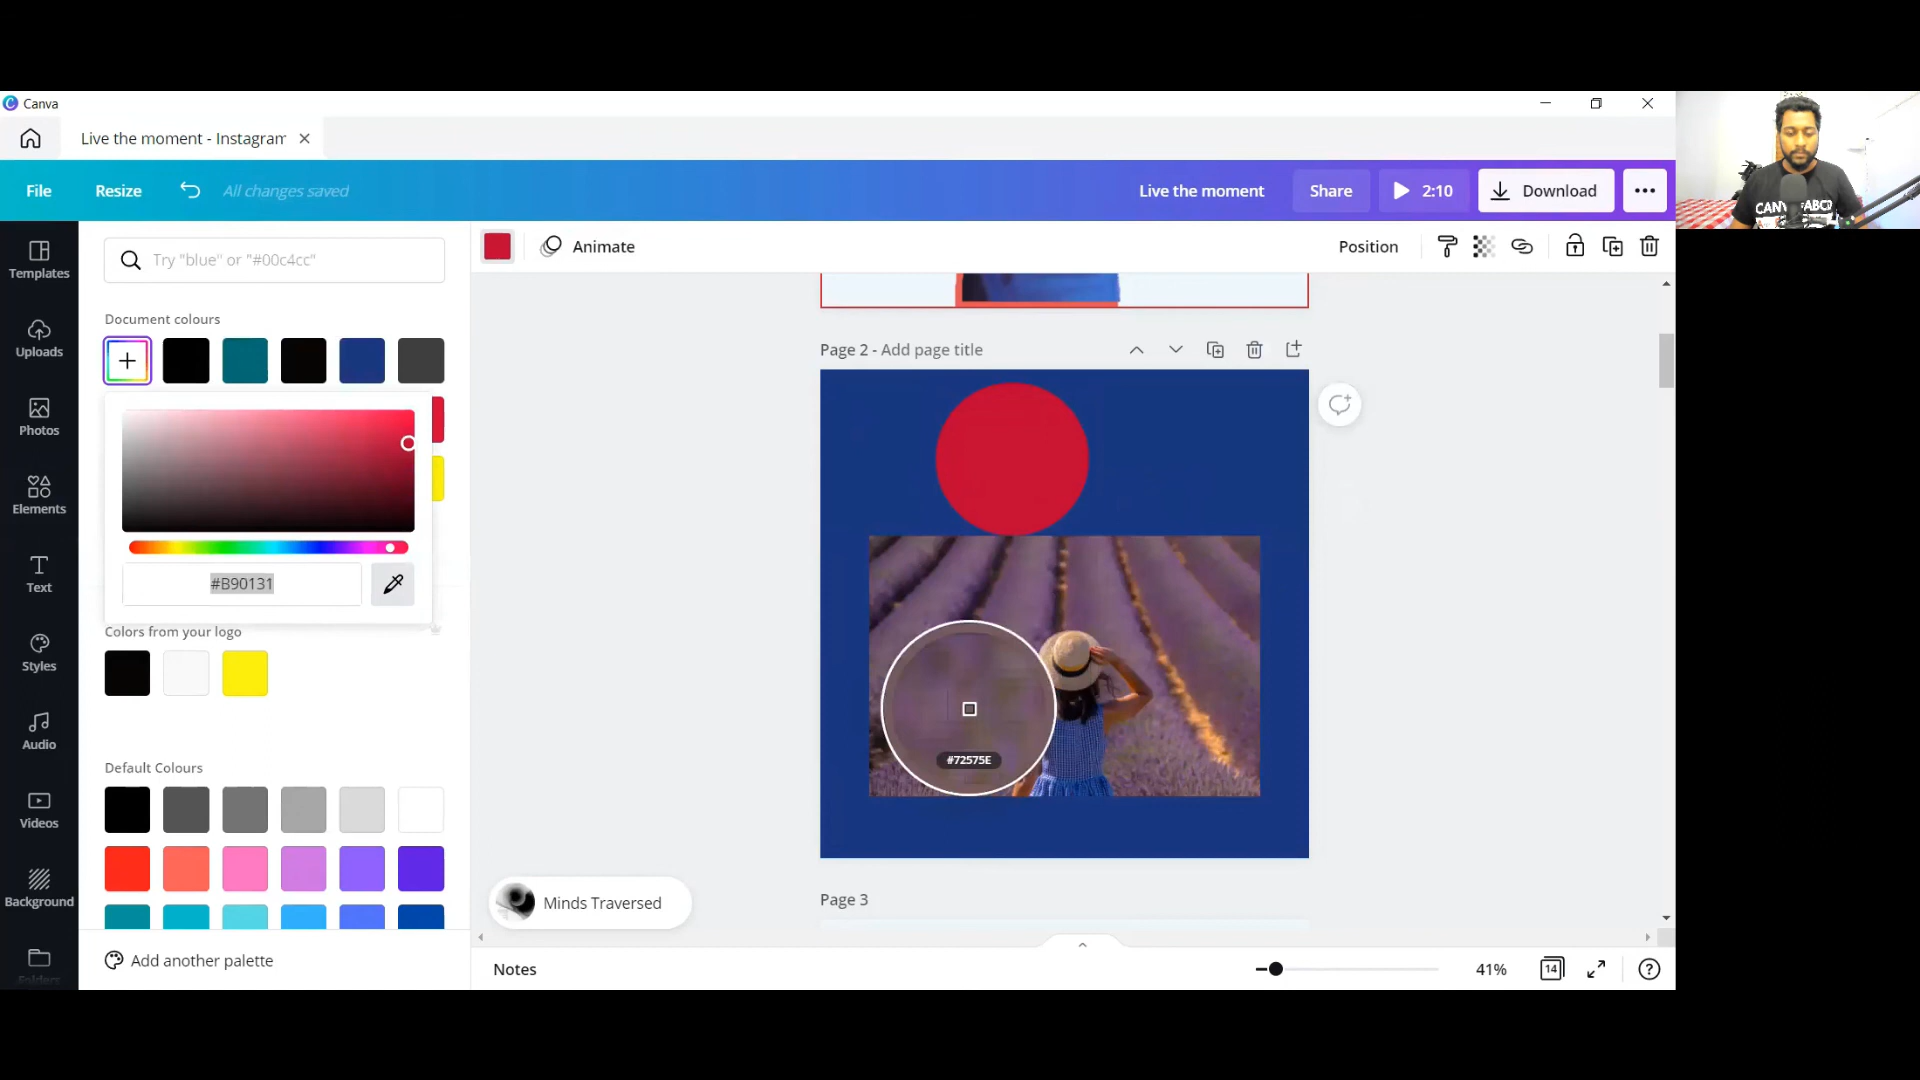 Canva
Live the moment - Instagram
File
Resize
All changes saved
Live the moment
Share
2:10
Download
Templates
Uploads
Photos
Elements
Text
Styles
Audio
Videos
Background
Folders
Try "blue" or "#00c4cc"
Document colours
#B90131
Colors from your logo
Default Colours
Add another palette
Animate
Position
Page 2 - Add page title
#72575E
Page 3
Minds Traversed
Notes
41%
14
?